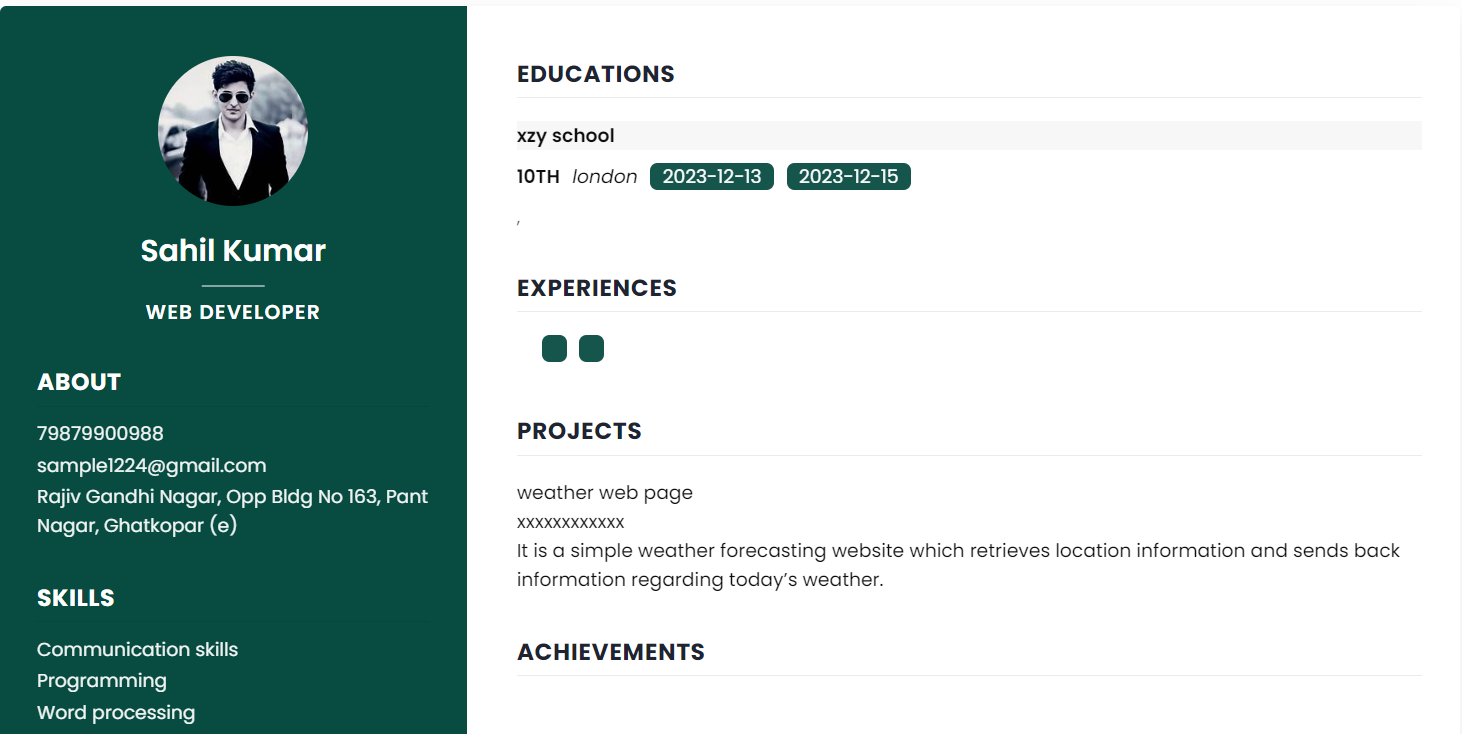 Sahil Kumar
WEB DEVELOPER
ABOUT
79879900988
sample1224@gmail.com
Rajiv Gandhi Nagar, Opp Bldg No 163, Pant
Nagar, Ghatkopar (e)
SKILLS
Communication skills
Programming
Word processing
EDUCATIONS
xzy school
10TH london 2023-12-13 2023-12-15
,
EXPERIENCES
PROJECTS
weather web page
xxxxxxxxxxxx
It is a simple weather forecasting website which retrieves location information and sends back
information regarding today’s weather.
ACHIEVEMENTS